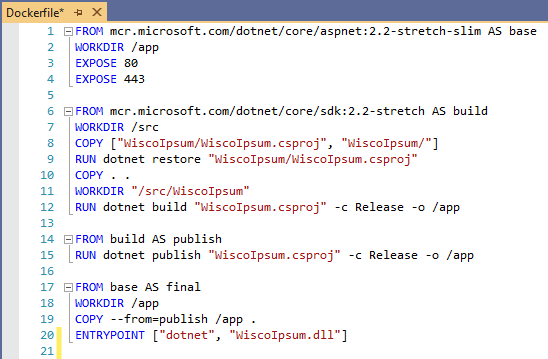 Dockerfile*
1 FROM mcr.microsoft.com/dotnet/core/aspnet:2.2-stretch-slim AS base
2 WORKDIR /app
3 EXPOSE 80
4 EXPOSE 443
5
6 FROM mcr.microsoft.com/dotnet/core/sdk:2.2-stretch AS build
7 WORKDIR /src
8 COPY ["WiscoIpsum/WiscoIpsum.csproj", "WiscoIpsum/"]
9 RUN dotnet restore "WiscoIpsum/WiscoIpsum.csproj"
10 COPY . .
11 WORKDIR "/src/WiscoIpsum"
12 RUN dotnet build "WiscoIpsum.csproj" -c Release -o /app
13
14 FROM build AS publish
15 RUN dotnet publish "WiscoIpsum.csproj" -c Release -o /app
16
17 FROM base AS final
18 WORKDIR /app
19 COPY --from=publish /app .
20 ENTRYPOINT ["dotnet", "WiscoIpsum.dll"]
21